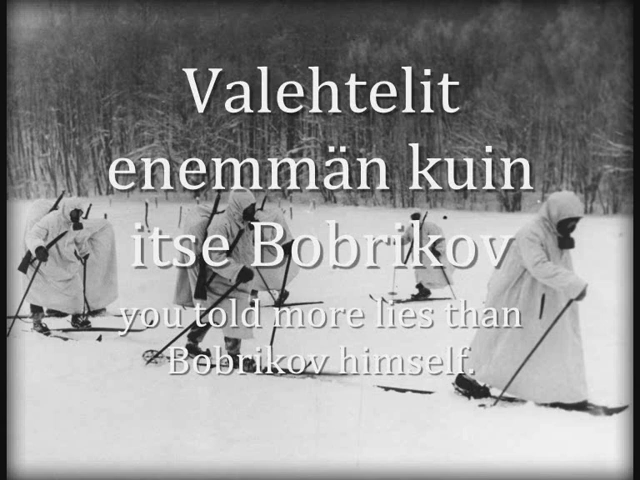 Valehtelit
enemmän kuin
itse Bobrikov
you told more lies than
Bobrikov himself.